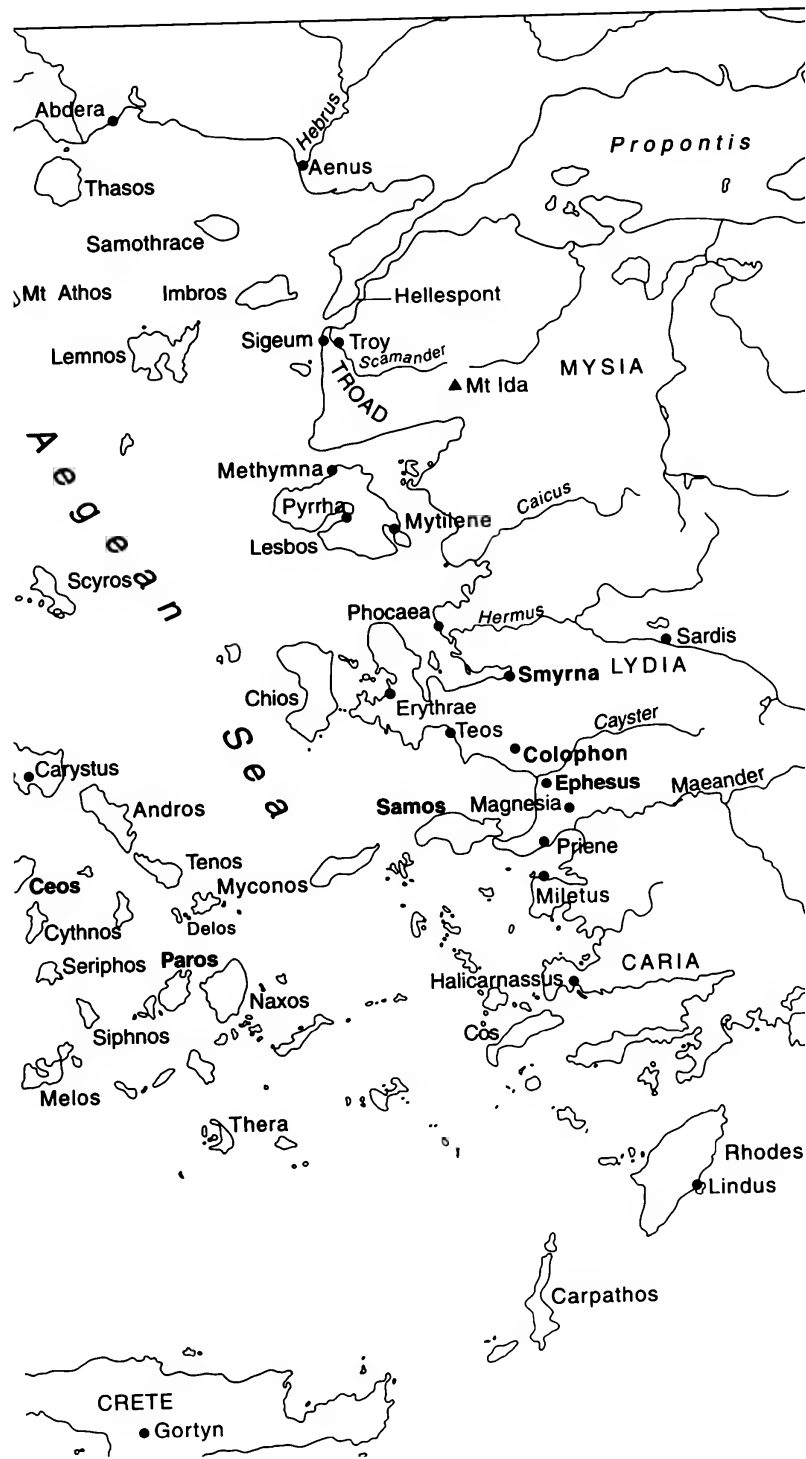 Abdera
Hebrus
Propontis
Aenus
Thasos
Samothrace
Mt Athos
Imbros
Hellespont
Sigeum
Troy
Lemnos
Scamander
MYSIA
TROAD
Mt Ida
Aegean Sea
Methymna
Pyrrha
Caicus
Mytilene
Lesbos
Scyros
Phocaea
Hermus
Sardis
Smyrna
LYDIA
Chios
Erythrae
Teos
Cayster
Colophon
Carystus
Ephesus
Maeander
Andros
Samos
Magnesia
Priene
Tenos
Ceos
Myconos
Miletus
Cythnos
Delos
Seriphos
Paros
CARIA
Halicarnassus
Naxos
Siphnos
Cos
Melos
Thera
Rhodes
Lindus
Carpathos
CRETE
Gortyn